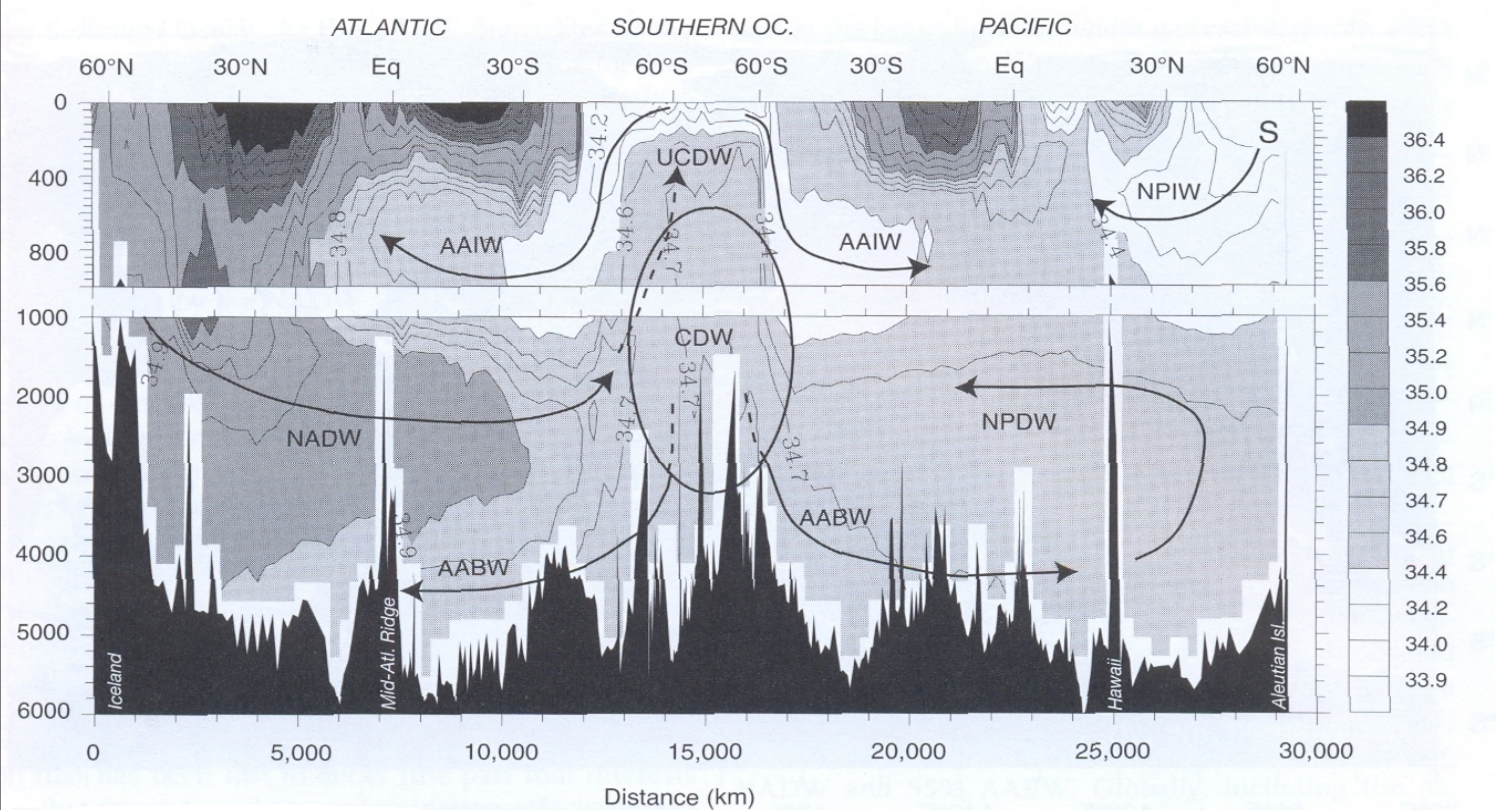 ATLANTIC SOUTHERN OC. PACIFIC
60°N 30°N Eq 30°S 60°S 60°S 30°S Eq 30°N 60°N
0
400
800
1000
2000
3000
4000
5000
6000
34.2
UCDW
S
NPIW
34.8
AAIW
34.6
34.7
34.4
AAIW
34.4
CDW
34.9
34.7
34.7
NADW
NPDW
34.7
34.9
AABW
AABW
Iceland
Mid-Atl. Ridge
Hawaii
Aleutian Isl.
36.4
36.2
36.0
35.8
35.6
35.4
35.2
35.0
34.9
34.8
34.7
34.6
34.4
34.2
34.0
33.9
0 5,000 10,000 15,000 20,000 25,000 30,000
Distance (km)